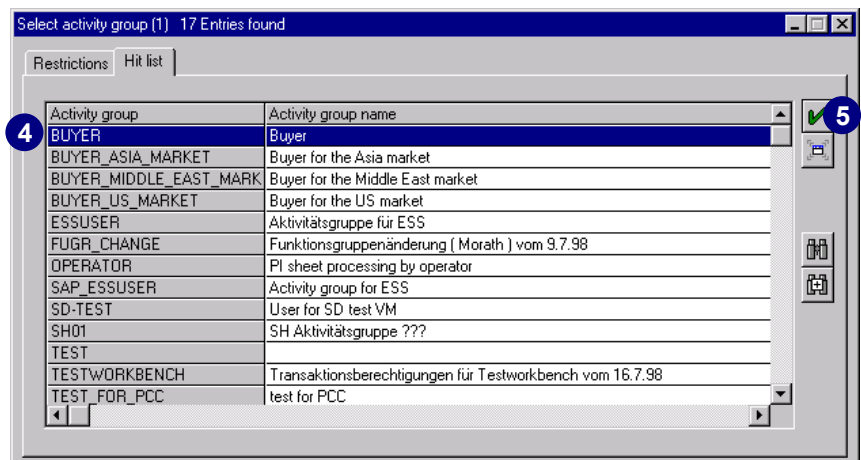 Select activity group (1) 17 Entries found
Restrictions Hit list
Activity group Activity group name
4 BUYER Buyer 5
BUYER_ASIA_MARKET Buyer for the Asia market
BUYER_MIDDLE_EAST_MARK Buyer for the Middle East market
BUYER_US_MARKET Buyer for the US market
ESSUSER Aktivitätsgruppe für ESS
FUGR_CHANGE Funktionsgruppenänderung ( Morath ) vom 9.7.98
OPERATOR PI sheet processing by operator
SAP_ESSUSER Activity group for ESS
SD-TEST User for SD test VM
SH01 SH Aktivitätsgruppe ???
TEST
TESTWORKBENCH Transaktionsberechtigungen für Testworkbench vom 16.7.98
TEST_FOR_PCC test for PCC